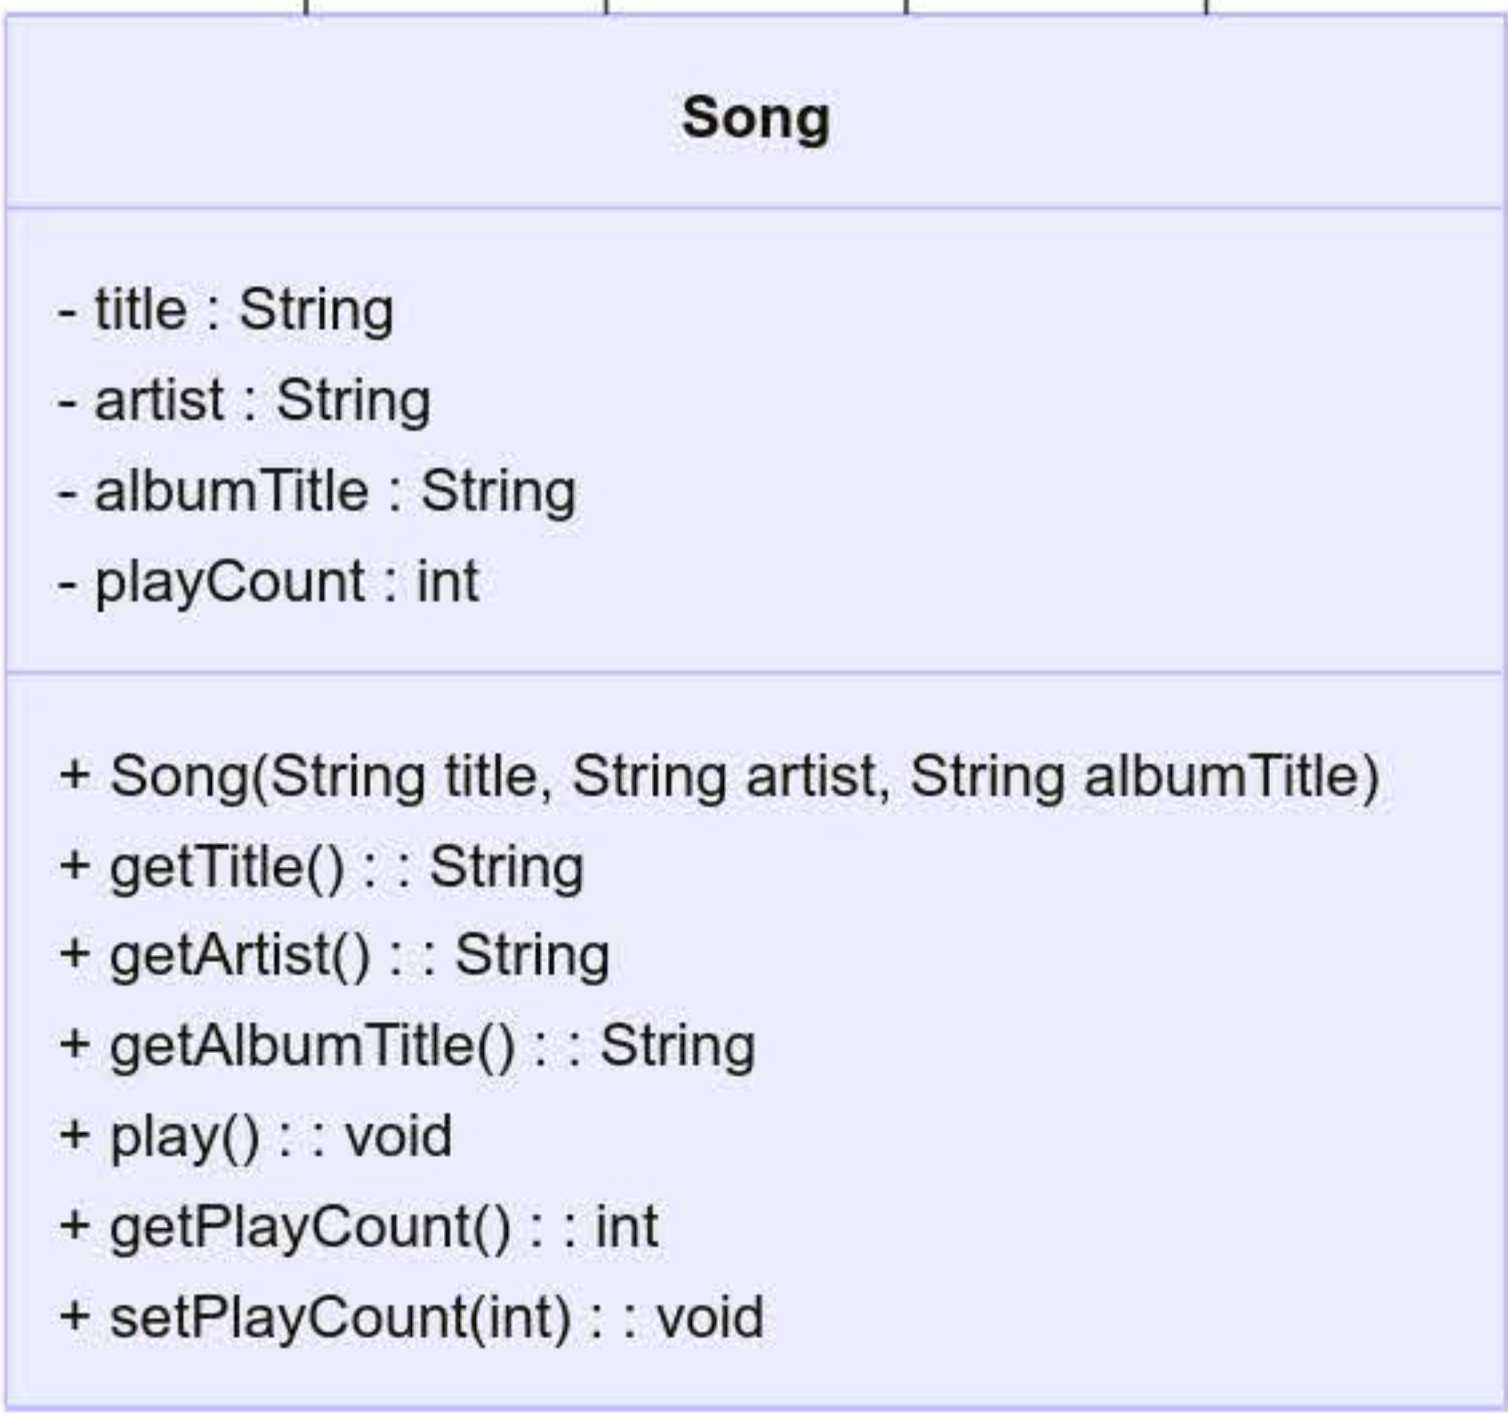 Song
- title : String
- artist : String
- albumTitle : String
- playCount : int
+ Song(String title, String artist, String albumTitle)
+ getTitle() : : String
+ getArtist() : : String
+ getAlbumTitle() : : String
+ play() : : void
+ getPlayCount() : : int
+ setPlayCount(int) : : void